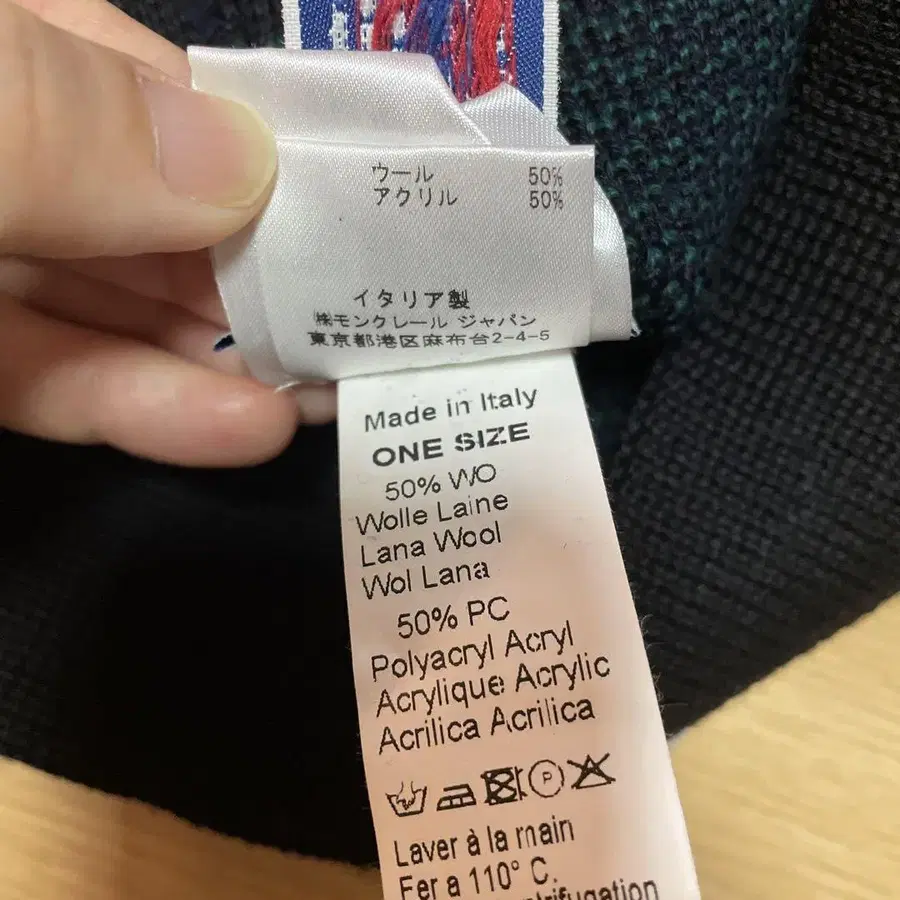 ウール 50%
アクリル 50%
イタリア製
㈱モンクレール ジャパン
東京都港区麻布台2-4-5
Made in Italy
ONE SIZE
50% WO
Wolle Laine
Lana Wool
Wol Lana
50% PC
Polyacryl Acryl
Acrylique Acrylic
Acrilica Acrilica
P
Laver à la main
Fer a 110° C.